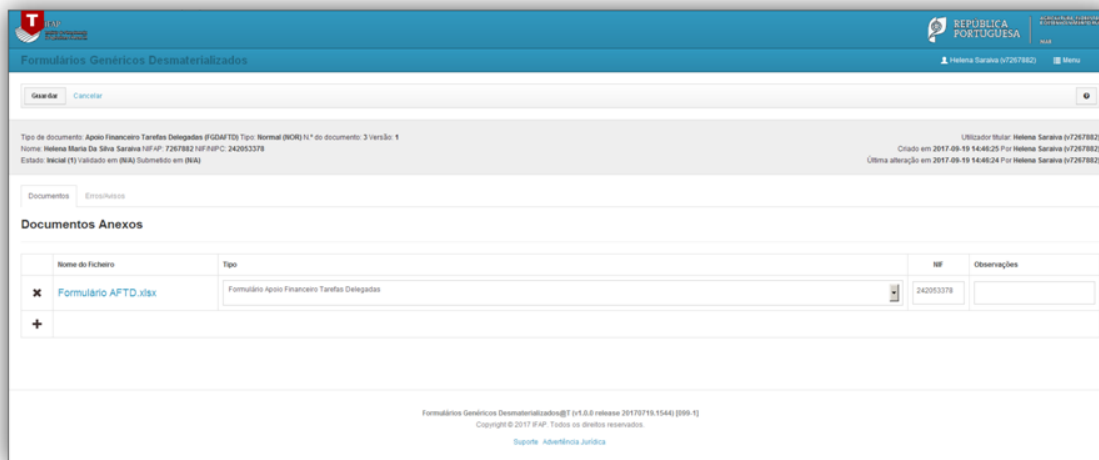 T
IFAP
REPÚBLICA
PORTUGUESA
MAR
Formulários Genéricos Desmaterializados
Helena Saraiva (v7267882) Menu
Guardar Cancelar
Tipo de documento: Apoio Financeiro Tarefas Delegadas (FGDAFTD) Tipo: Normal (NOR) N.º do documento: 3 Versão: 1
Utilizador titular: Helena Saraiva (v7267882)
Nome: Helena Maria Da Silva Saraiva NIFAP: 7267882 NIF/NIPC: 242053378
Criado em 2017-09-19 14:46:25 Por Helena Saraiva (v7267882)
Estado: Inicial (1) Validado em (N/A) Submetido em (N/A)
Última alteração em 2017-09-19 14:46:24 Por Helena Saraiva (v7267882)
Documentos Erros/Avisos
Documentos Anexos
Nome do Ficheiro Tipo NIF Observações
Formulário AFTD.xlsx Formulário Apoio Financeiro Tarefas Delegadas 242053378
Formulários Genéricos Desmaterializados@T (v1.0.0 release 20170719.1544) [099-1]
Copyright © 2017 IFAP. Todos os direitos reservados.
Suporte Advertência Jurídica